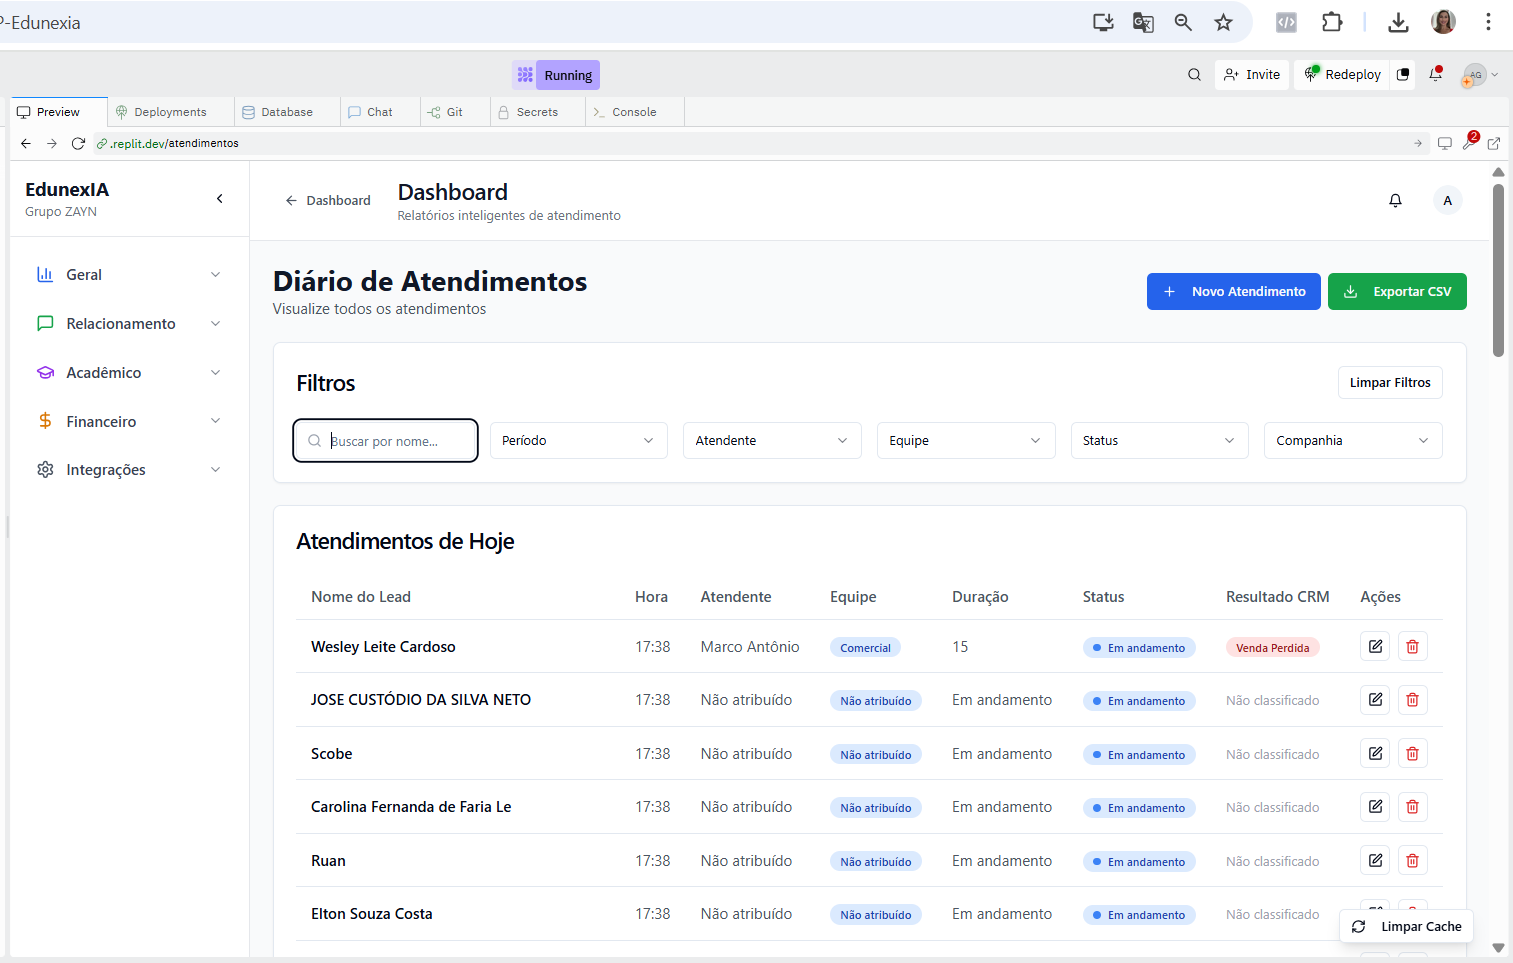 P-Edunexia
Running
Invite
Redeploy
AG
Preview
Deployments
Database
Chat
Git
Secrets
Console
.replit.dev/atendimentos
2
EdunexIA
Grupo ZAYN
Dashboard
Dashboard
Relatórios inteligentes de atendimento
A
Geral
Relacionamento
Acadêmico
Financeiro
Integrações
Diário de Atendimentos
Visualize todos os atendimentos
Novo Atendimento
Exportar CSV
Filtros
Limpar Filtros
Buscar por nome...
Período
Atendente
Equipe
Status
Companhia
Atendimentos de Hoje
Nome do Lead Hora Atendente Equipe Duração Status Resultado CRM Ações
Wesley Leite Cardoso 17:38 Marco Antônio Comercial 15 Em andamento Venda Perdida
JOSE CUSTÓDIO DA SILVA NETO 17:38 Não atribuído Não atribuído Em andamento Em andamento Não classificado
Scobe 17:38 Não atribuído Não atribuído Em andamento Em andamento Não classificado
Carolina Fernanda de Faria Le 17:38 Não atribuído Não atribuído Em andamento Em andamento Não classificado
Ruan 17:38 Não atribuído Não atribuído Em andamento Em andamento Não classificado
Elton Souza Costa 17:38 Não atribuído Não atribuído Em andamento Em andamento Não classificado
Limpar Cache